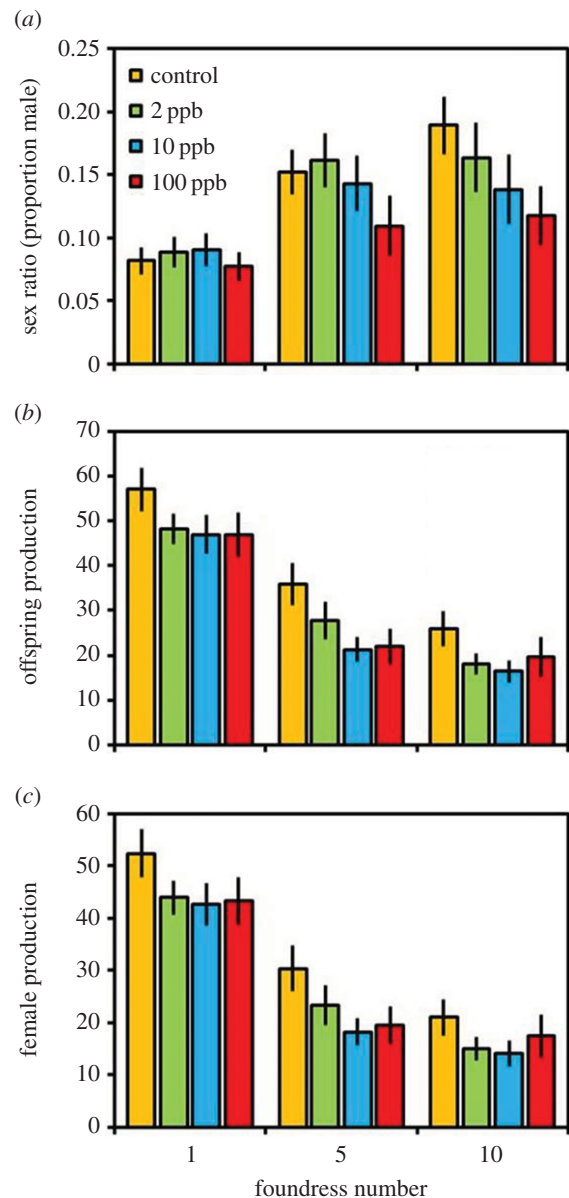 (a)
0.25
0.20
0.15
0.10
0.05
0
sex ratio (proportion male)
control
2 ppb
10 ppb
100 ppb
(b)
70
60
50
40
30
20
10
0
offspring production
(c)
60
50
40
30
20
10
0
female production
1 5 10
foundress number